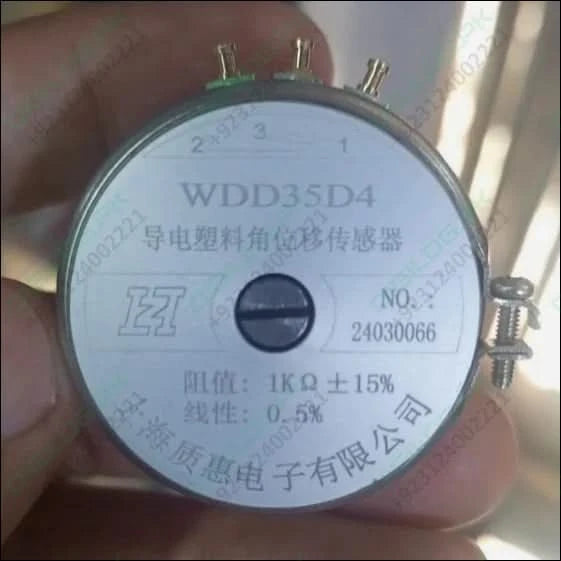 2 3 1
WDD35D4
导电塑料角位移传感器
NO.:
24030066
阻值: 1KΩ ±15%
线性: 0.5%
上海质惠电子有限公司
+923124002221